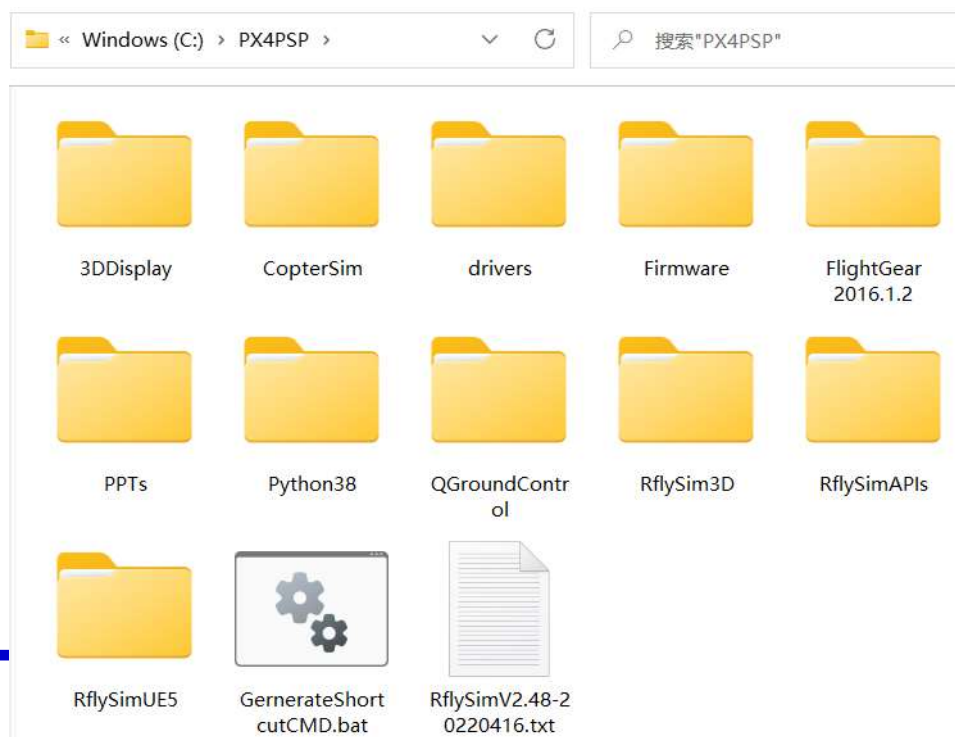 « Windows (C:) › PX4PSP ›
搜索"PX4PSP"
3DDisplay
CopterSim
drivers
Firmware
FlightGear
2016.1.2
PPTs
Python38
QGroundContr
ol
RflySim3D
RflySimAPIs
RflySimUE5
GernerateShort
cutCMD.bat
RflySimV2.48-2
0220416.txt